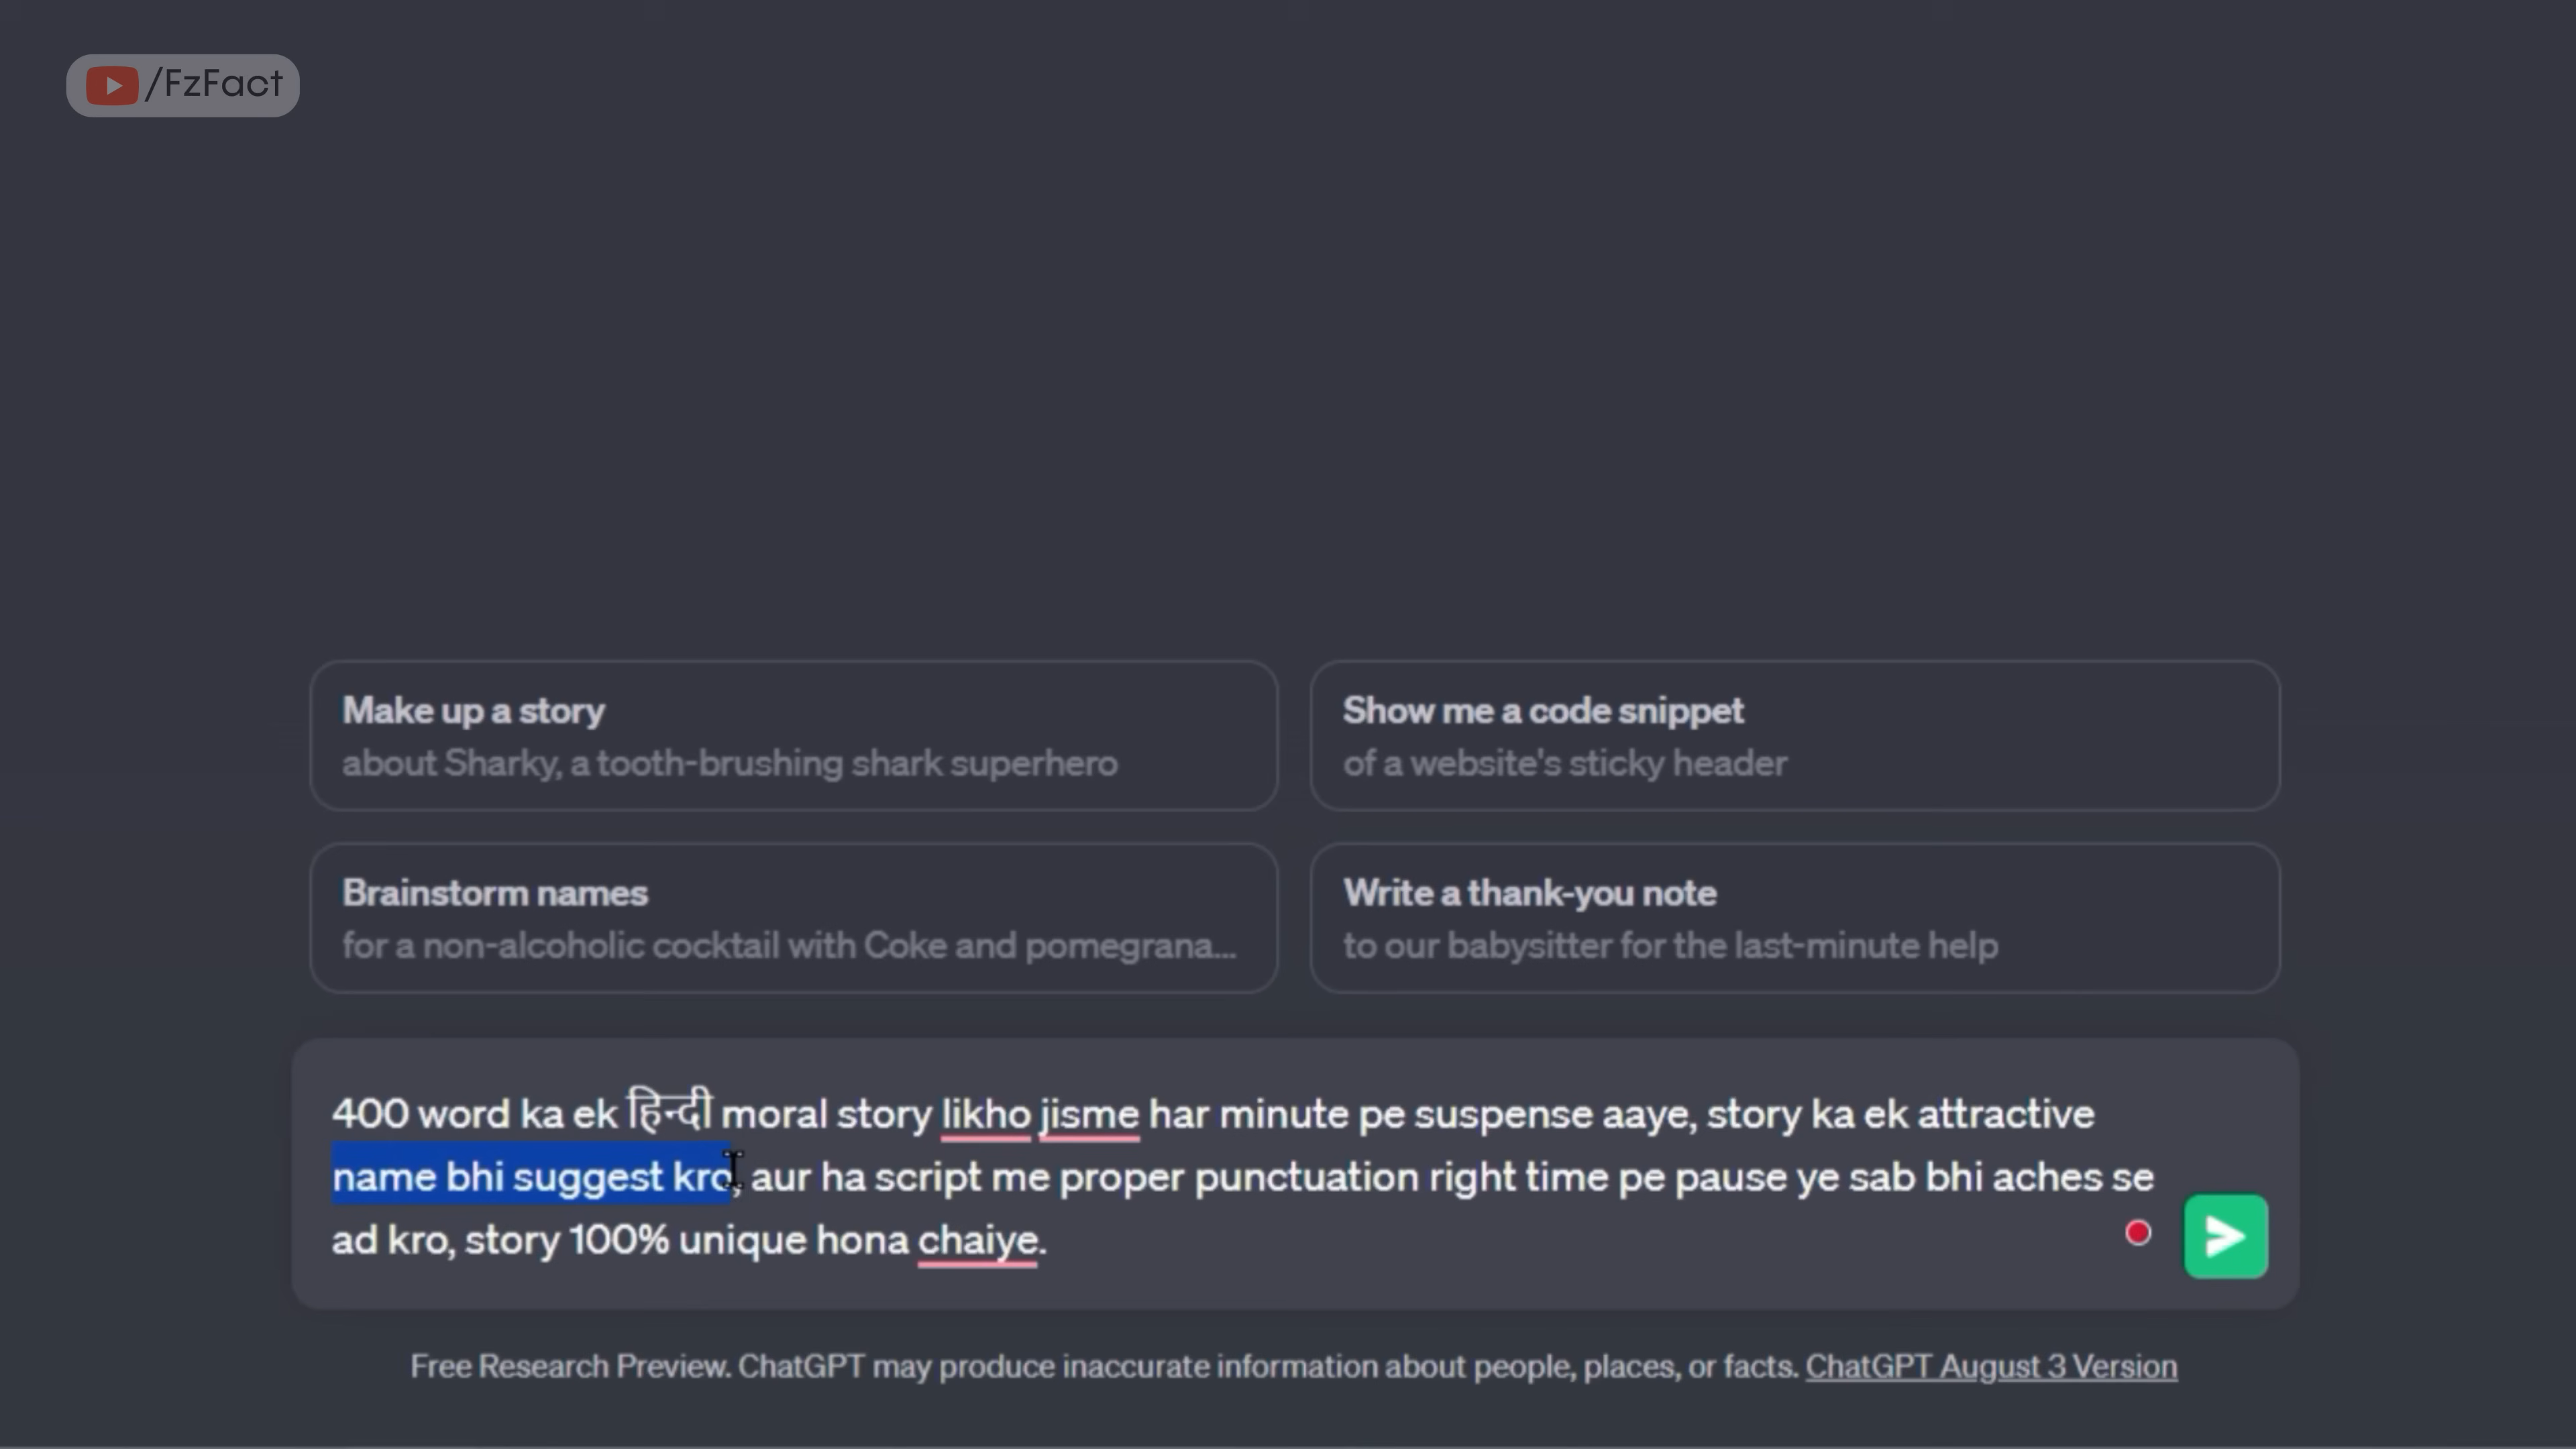 /FzFact
Make up a story
about Sharky, a tooth-brushing shark superhero
Show me a code snippet
of a website's sticky header
Brainstorm names
for a non-alcoholic cocktail with Coke and pomegrana...
Write a thank-you note
to our babysitter for the last-minute help
400 word ka ek हिन्दी moral story likho jisme har minute pe suspense aaye, story ka ek attractive
name bhi suggest kro, aur ha script me proper punctuation right time pe pause ye sab bhi aches se
ad kro, story 100% unique hona chaiye.
Free Research Preview. ChatGPT may produce inaccurate information about people, places, or facts. ChatGPT August 3 Version